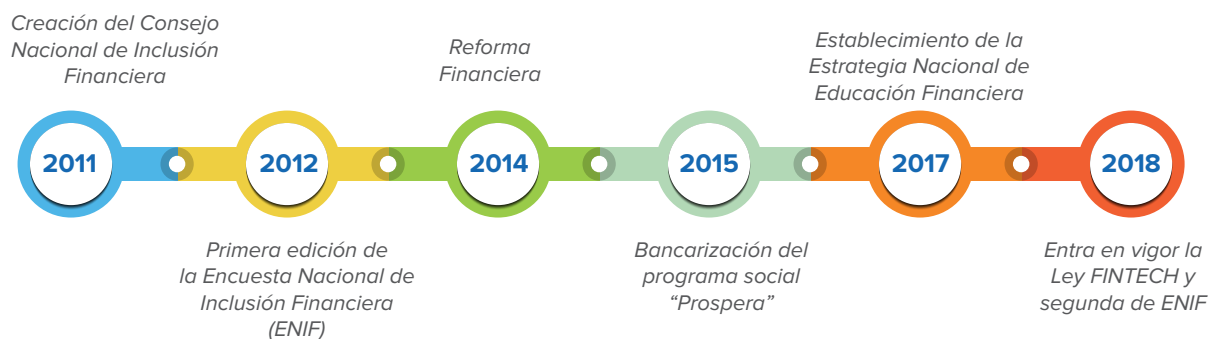 Creación del Consejo
Nacional de Inclusión
Financiera
2011
Primera edición de
la Encuesta Nacional de
Inclusión Financiera
(ENIF)
2012
Reforma
Financiera
2014
Bancarización del
programa social
“Prospera”
2015
Establecimiento de la
Estrategia Nacional de
Educación Financiera
2017
Entra en vigor la
Ley FINTECH y
segunda de ENIF
2018